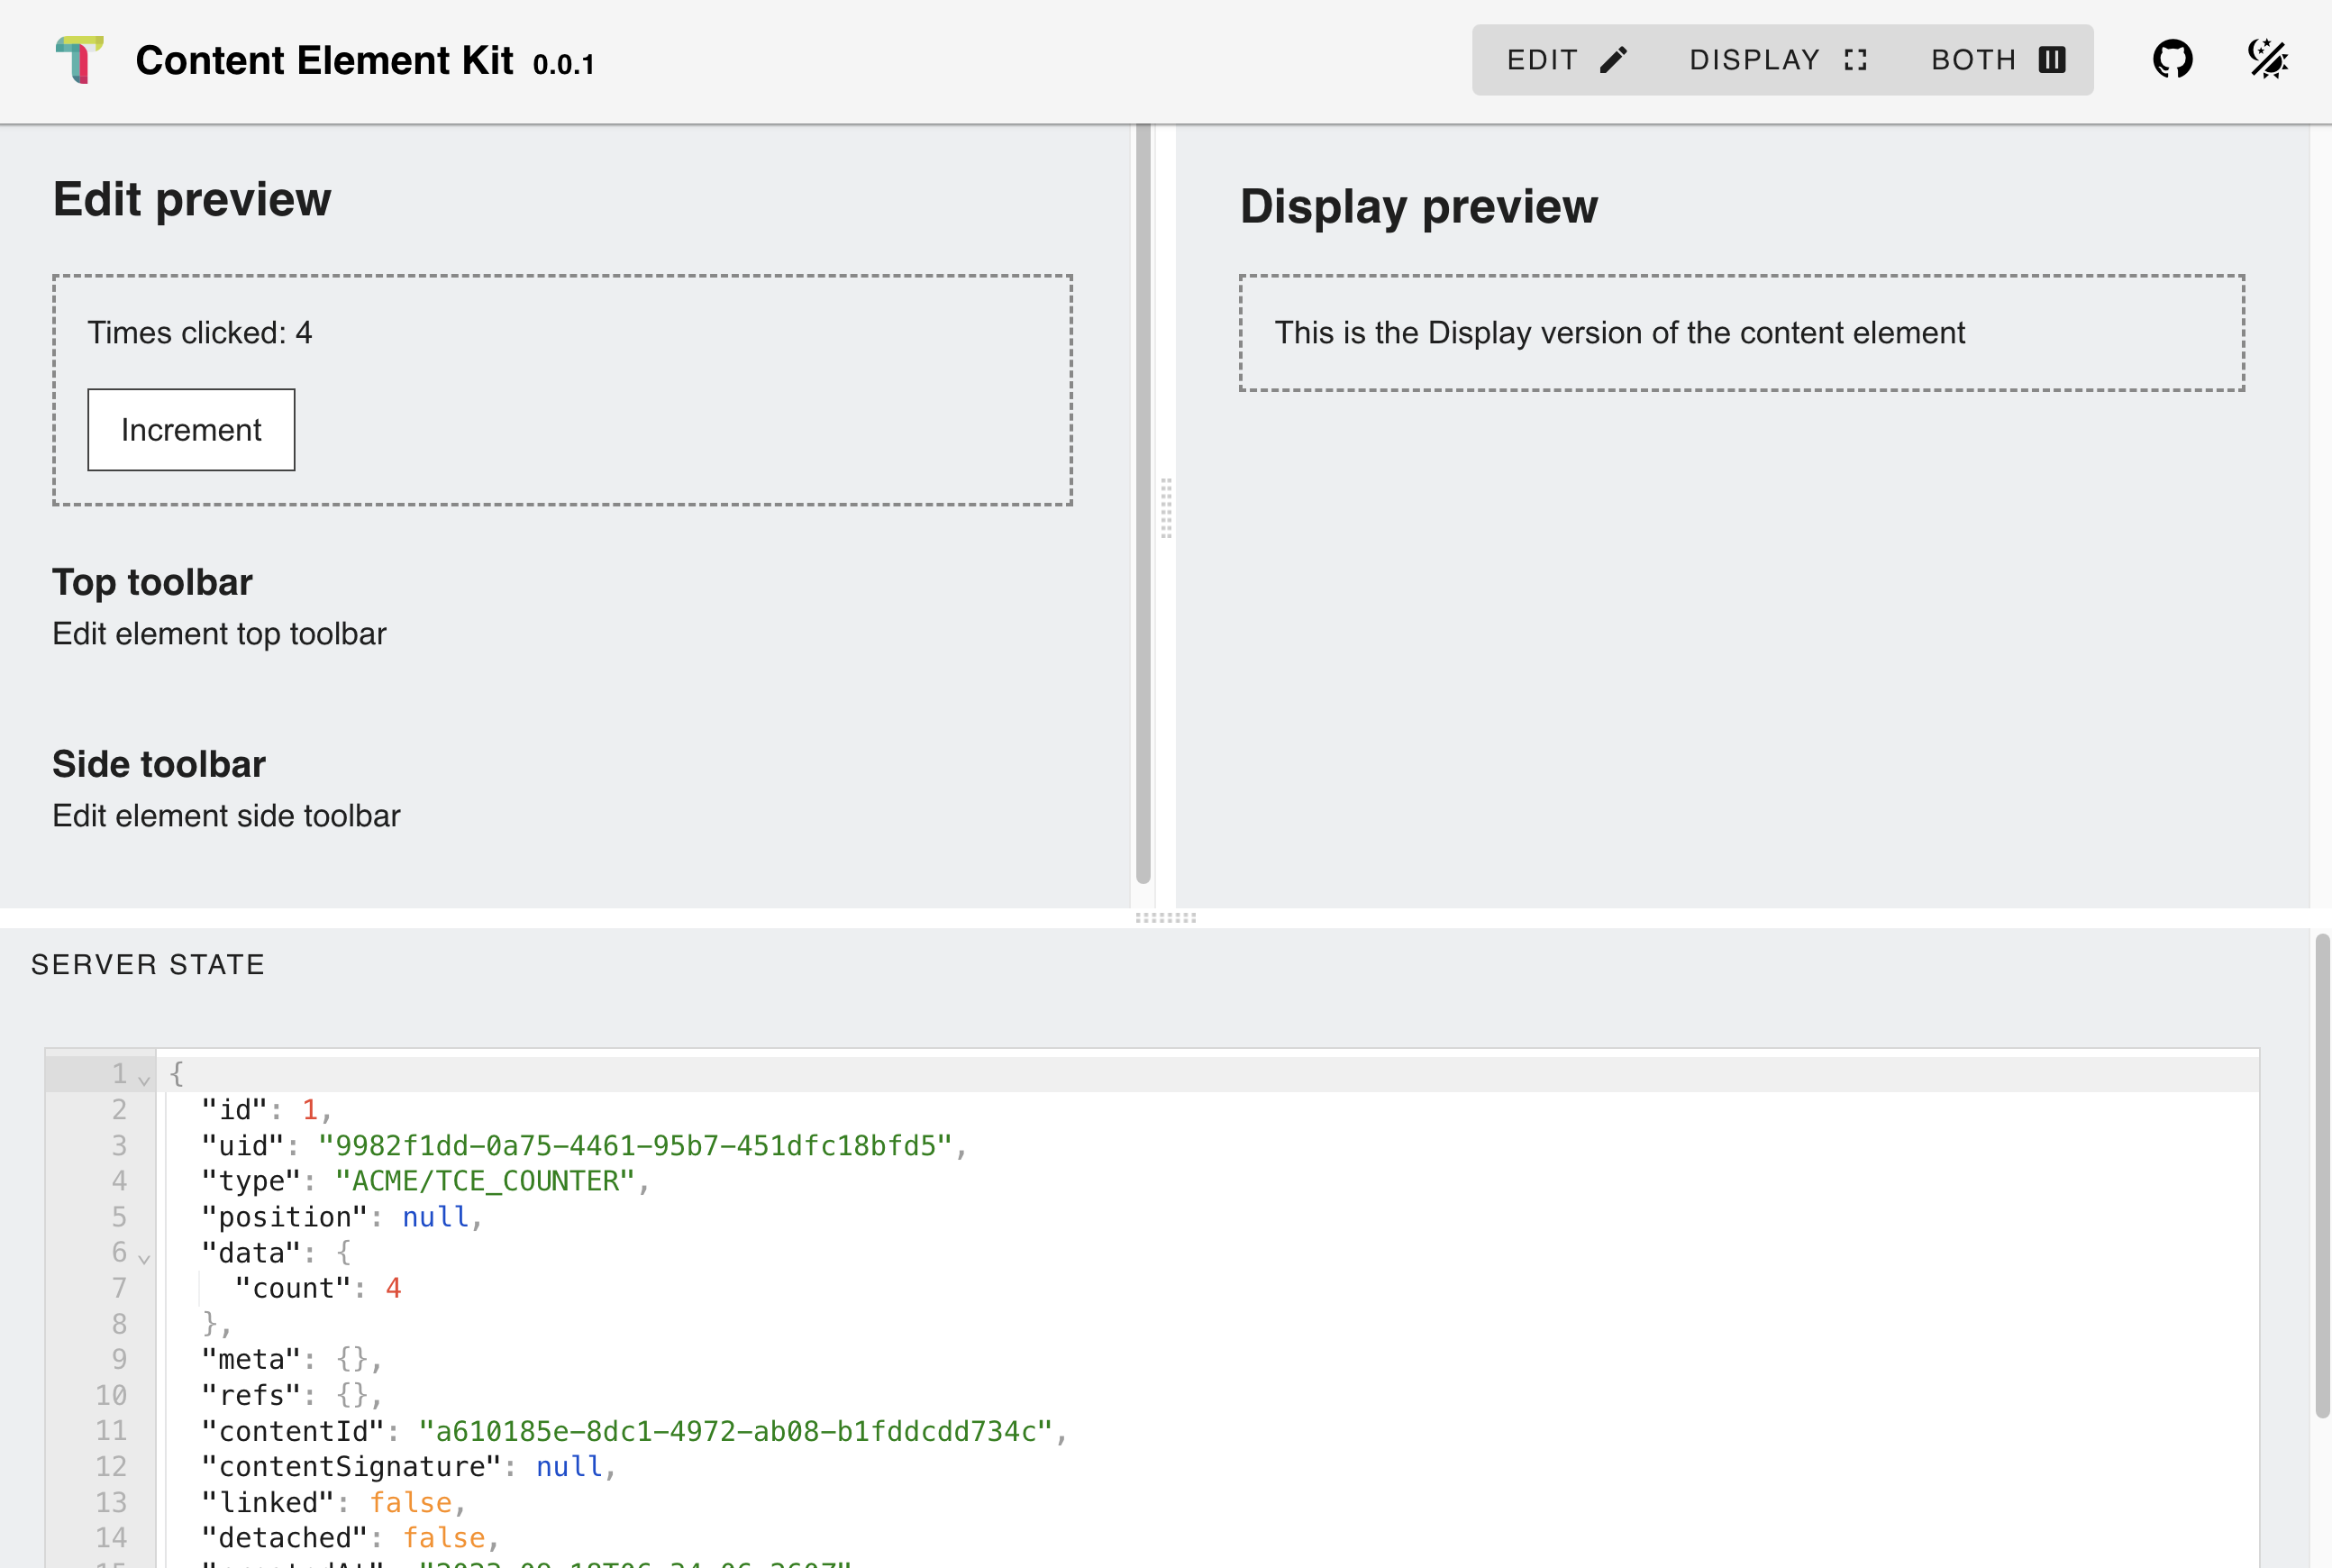 Content Element Kit 0.0.1
EDIT DISPLAY BOTH
Edit preview
Times clicked: 4
Increment
Top toolbar
Edit element top toolbar
Side toolbar
Edit element side toolbar
Display preview
This is the Display version of the content element
SERVER STATE
1 {
2 "id": 1,
3 "uid": "9982f1dd-0a75-4461-95b7-451dfc18bfd5",
4 "type": "ACME/TCE_COUNTER",
5 "position": null,
6 "data": {
7 "count": 4
8 },
9 "meta": {},
10 "refs": {},
11 "contentId": "a610185e-8dc1-4972-ab08-b1fddcdd734c",
12 "contentSignature": null,
13 "linked": false,
14 "detached": false,